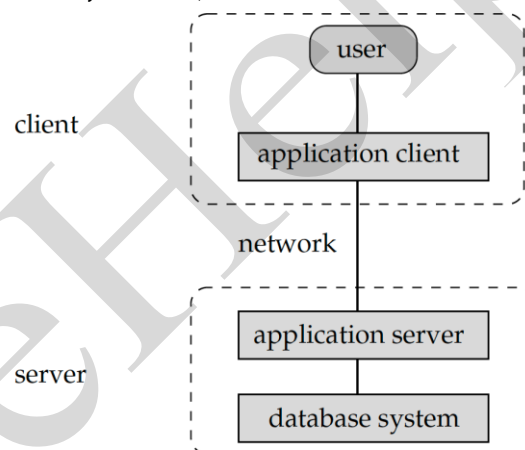 user
client
application client
network
application server
server
database system